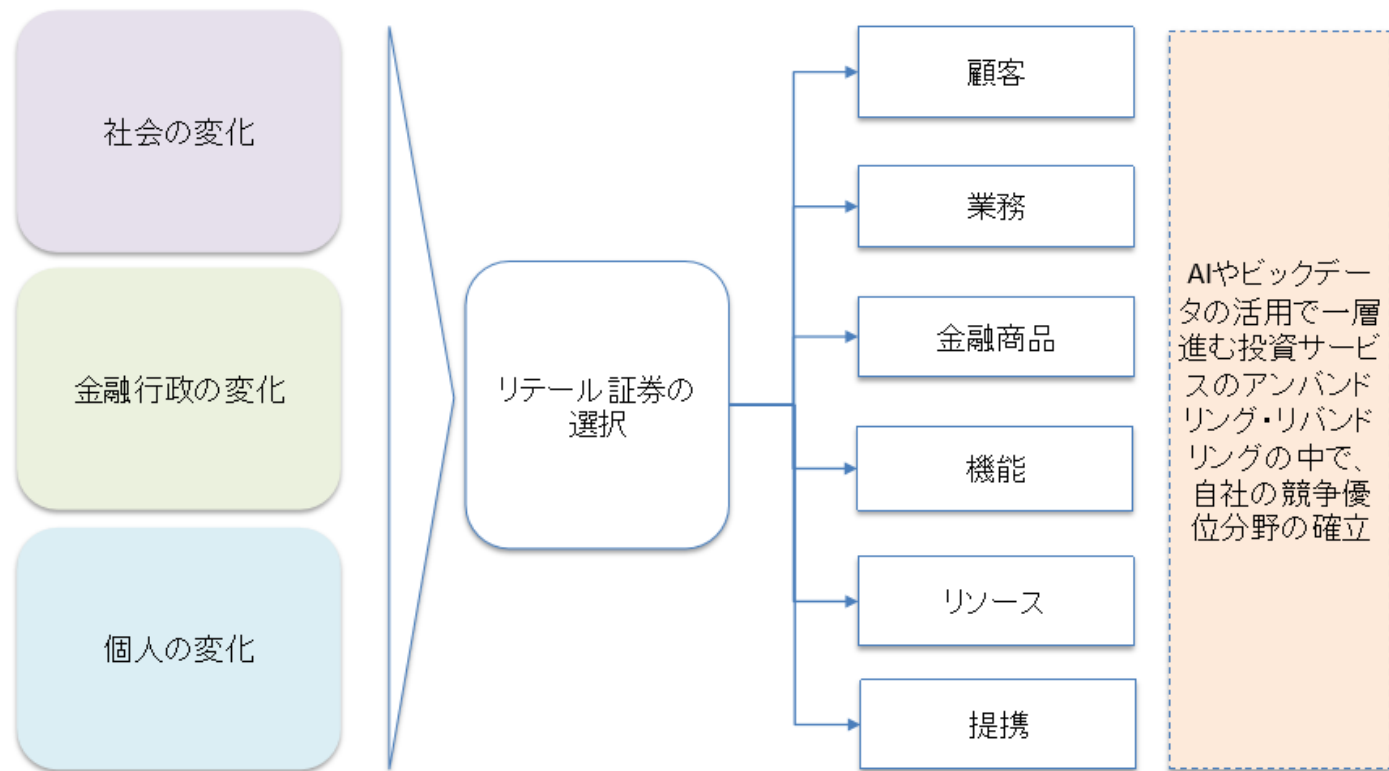 社会の変化
金融行政の変化
個人の変化
リテール証券の
選択
顧客
業務
金融商品
機能
リソース
提携
AIやビックデー
タの活用で一層
進む投資サービ
スのアンバンド
リング・リバンド
リングの中で、
自社の競争優
位分野の確立